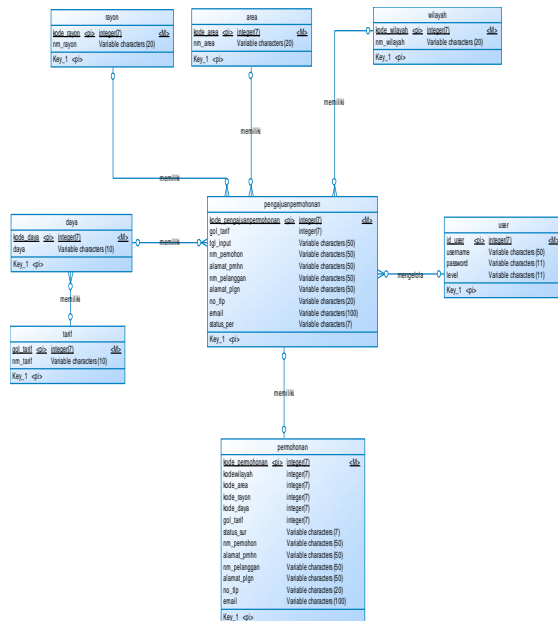 rayon
kode_rayon <pi> integer(7) <M>
nm_rayon Variable characters (20)
Key_1 <pi>
area
kode_area <pi> integer(7) <M>
nm_area Variable characters (20)
Key_1 <pi>
wilayah
kode_wilayah <pi> integer(7) <M>
nm_wilayah Variable characters (20)
Key_1 <pi>
memiliki
memiliki
memiliki
pengajuanpermohonan
kode_pengajuanpermohonan <pi> integer(7) <M>
gol_tarif integer(7)
tgl_input Variable characters (50)
nm_pemohon Variable characters (50)
alamat_pmhn Variable characters (50)
nm_pelanggan Variable characters (50)
alamat_plgn Variable characters (50)
no_tlp Variable characters (20)
email Variable characters (100)
status_per Variable characters (7)
Key_1 <pi>
daya
kode_daya <pi> integer(7) <M>
daya Variable characters (10)
Key_1 <pi>
memiliki
user
id_user <pi> integer(7) <M>
username Variable characters (50)
password Variable characters (11)
level Variable characters (11)
Key_1 <pi>
mengelola
memiliki
tarif
gol_tarif <pi> integer(7) <M>
nm_tarif Variable characters (10)
Key_1 <pi>
memiliki
permohonan
kode_permohonan <pi> integer(7) <M>
kodewilayah integer(7)
kode_area integer(7)
kode_rayon integer(7)
kode_daya integer(7)
gol_tarif integer(7)
status_sur Variable characters (7)
nm_pemohon Variable characters (50)
alamat_pmhn Variable characters (50)
nm_pelanggan Variable characters (50)
alamat_plgn Variable characters (50)
no_tlp Variable characters (20)
email Variable characters (100)
Key_1 <pi>